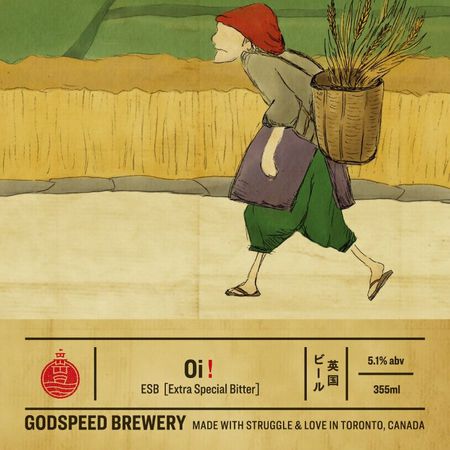 Oi!
ESB [Extra Special Bitter]
英国
ビール
5.1% abv
355ml
GODSPEED BREWERY MADE WITH STRUGGLE & LOVE IN TORONTO, CANADA